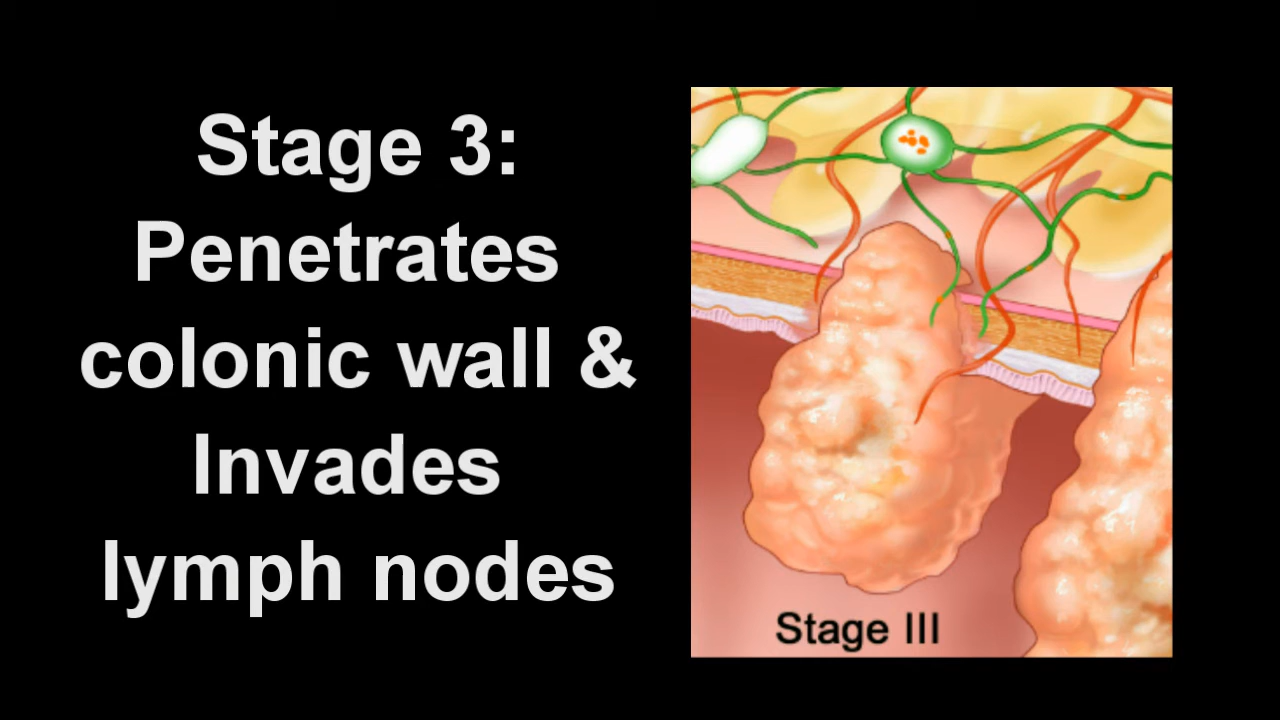 Stage 3:
Penetrates
colonic wall &
Invades
lymph nodes
Stage III